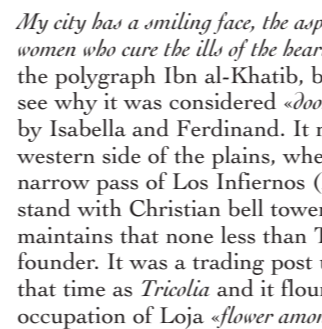 My city has a smiling face, the asp
women who cure the ills of the hear
the polygraph Ibn al-Khatib, b
see why it was considered «doo
by Isabella and Ferdinand. It
western side of the plains, whe
narrow pass of Los Infiernos (
stand with Christian bell tower
maintains that none less than T
founder. It was a trading post
that time as Tricolia and it flour
occupation of Loja «flower amon